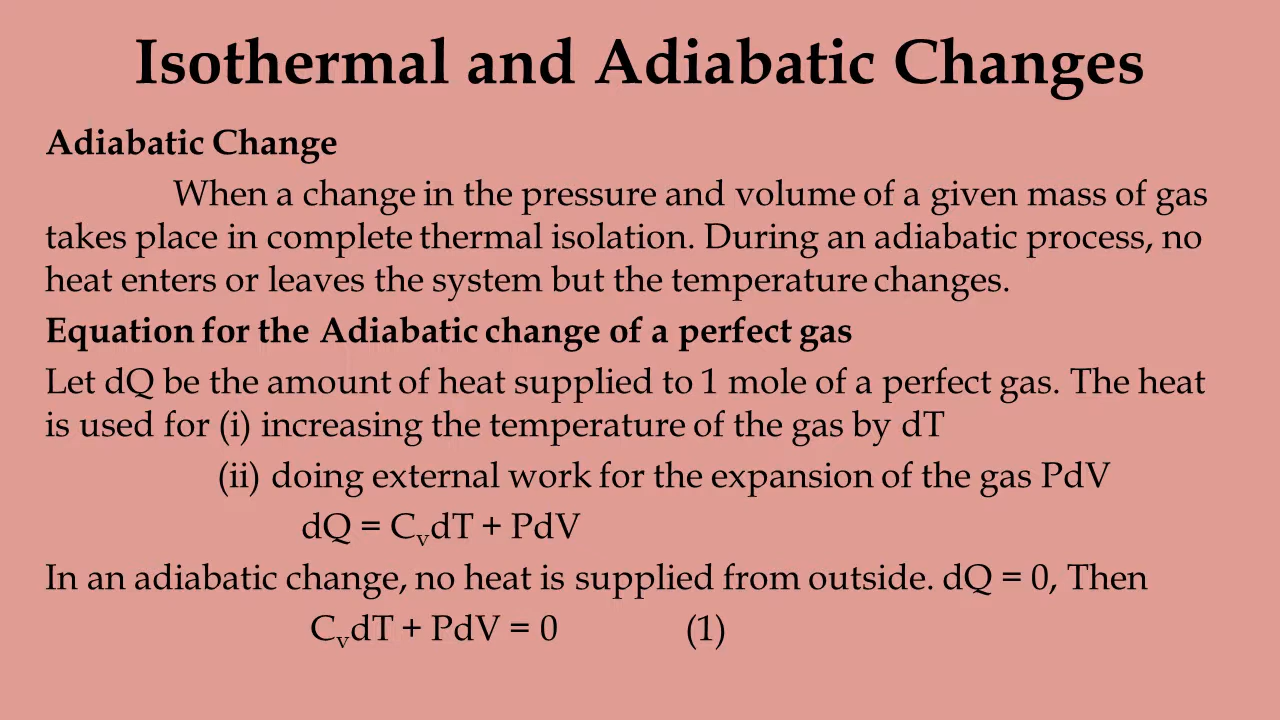 Isothermal and Adiabatic Changes
Adiabatic Change
When a change in the pressure and volume of a given mass of gas
takes place in complete thermal isolation. During an adiabatic process, no
heat enters or leaves the system but the temperature changes.
Equation for the Adiabatic change of a perfect gas
Let dQ be the amount of heat supplied to 1 mole of a perfect gas. The heat
is used for (i) increasing the temperature of the gas by dT
(ii) doing external work for the expansion of the gas PdV
dQ = CvdT + PdV
In an adiabatic change, no heat is supplied from outside. dQ = 0, Then
CvdT + PdV = 0 (1)